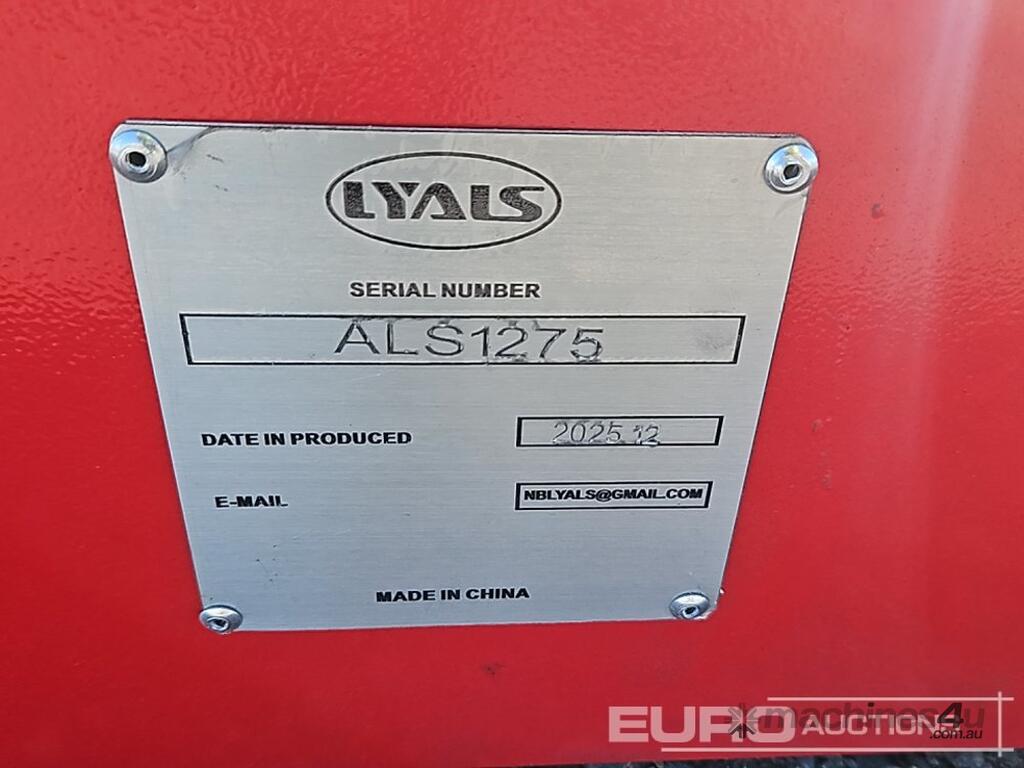 LYALS
SERIAL NUMBER
ALS1275
DATE IN PRODUCED 2025.12
E-MAIL NBLYALS@GMAIL.COM
MADE IN CHINA
EURO AUCTIONS
machines4u
.com.au